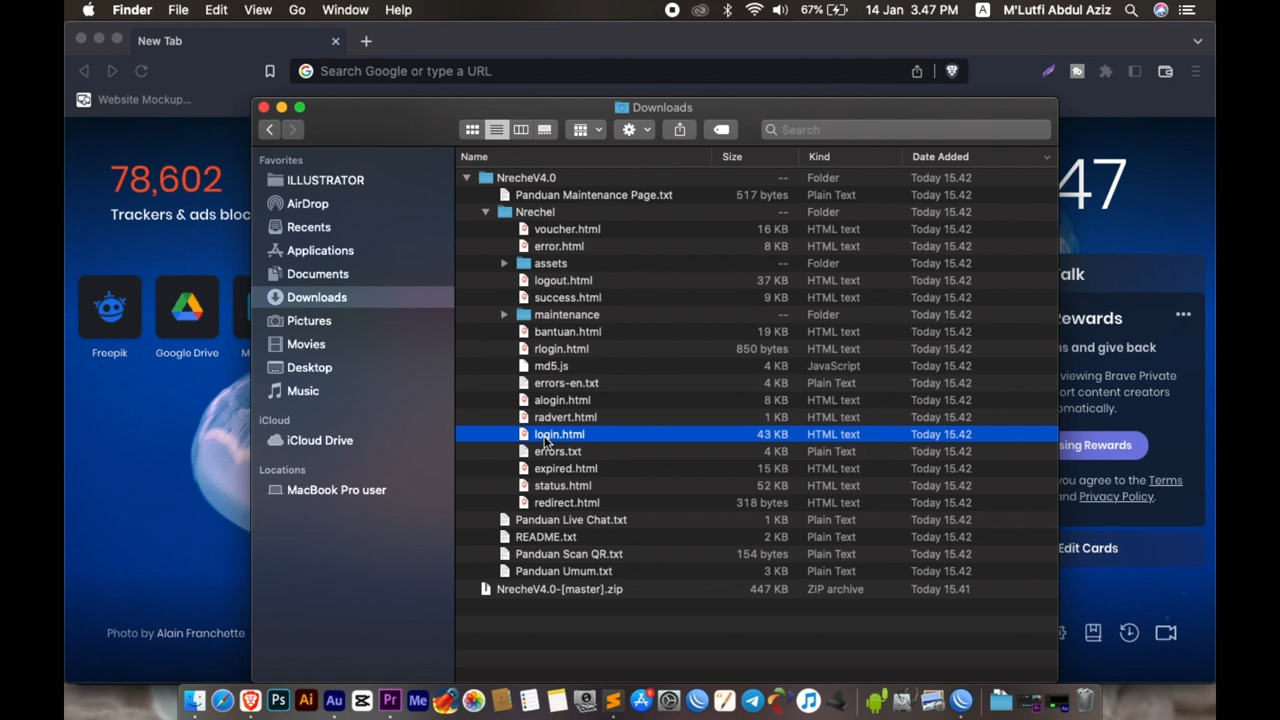 Finder File Edit View Go Window Help 67% 14 Jan 3.47 PM A M'Lutfi Abdul Aziz
New Tab
Search Google or type a URL
Website Mockup...
Downloads
Search
Favorites
ILLUSTRATOR
AirDrop
Recents
Applications
Documents
Downloads
Pictures
Movies
Desktop
Music
iCloud
iCloud Drive
Locations
MacBook Pro user
Name Size Kind Date Added
NrecheV4.0 -- Folder Today 15.42
Panduan Maintenance Page.txt 517 bytes Plain Text Today 15.42
Nrechel -- Folder Today 15.42
voucher.html 16 KB HTML text Today 15.42
error.html 8 KB HTML text Today 15.42
assets -- Folder Today 15.42
logout.html 37 KB HTML text Today 15.42
success.html 9 KB HTML text Today 15.42
maintenance -- Folder Today 15.42
bantuan.html 19 KB HTML text Today 15.42
rlogin.html 850 bytes HTML text Today 15.42
md5.js 4 KB JavaScript Today 15.42
errors-en.txt 4 KB Plain Text Today 15.42
alogin.html 8 KB HTML text Today 15.42
radvert.html 1 KB HTML text Today 15.42
login.html 43 KB HTML text Today 15.42
errors.txt 4 KB Plain Text Today 15.42
expired.html 15 KB HTML text Today 15.42
status.html 52 KB HTML text Today 15.42
redirect.html 318 bytes HTML text Today 15.42
Panduan Live Chat.txt 1 KB Plain Text Today 15.42
README.txt 2 KB Plain Text Today 15.42
Panduan Scan QR.txt 154 bytes Plain Text Today 15.42
Panduan Umum.txt 3 KB Plain Text Today 15.42
NrecheV4.0-[master].zip 447 KB ZIP archive Today 15.41
78,602
Trackers & ads bloc
Freepik Google Drive M
Photo by Alain Franchette
47
alk
ewards
ns and give back
viewing Brave Private
ort content creators
omatically.
sing Rewards
you agree to the Terms
and Privacy Policy.
Edit Cards
Ps Ai Au Pr Me